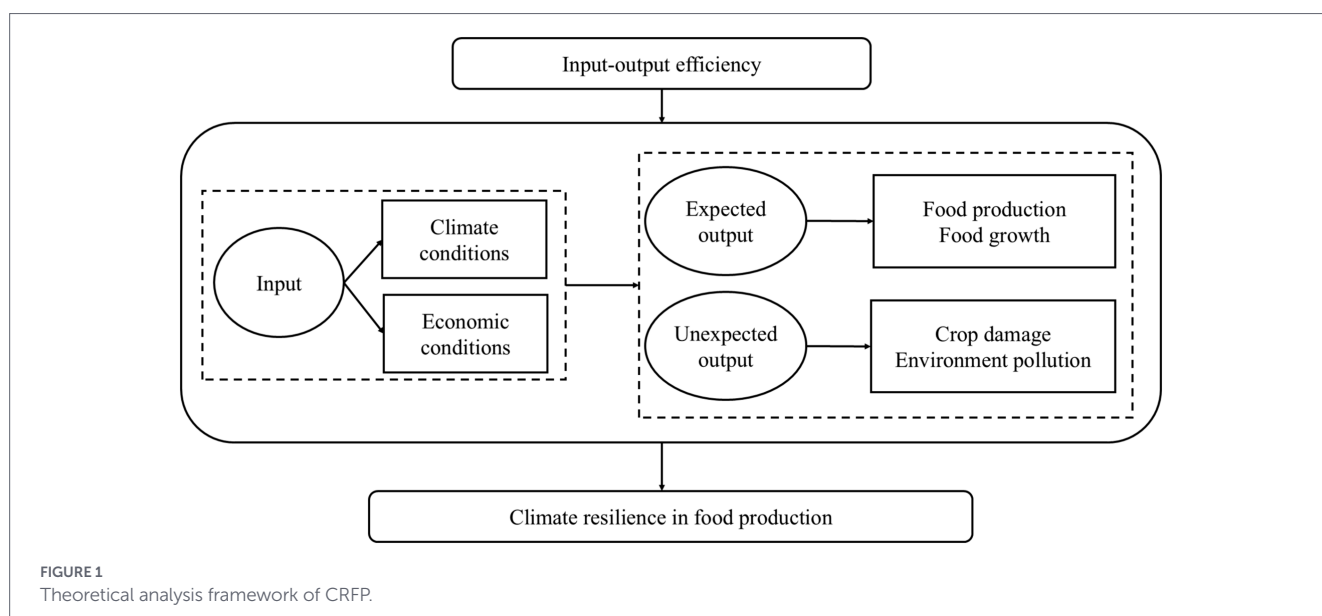 Input-output efficiency
Input
Climate
conditions
Economic
conditions
Expected
output
Food production
Food growth
Unexpected
output
Crop damage
Environment pollution
Climate resilience in food production
FIGURE 1
Theoretical analysis framework of CRFP.